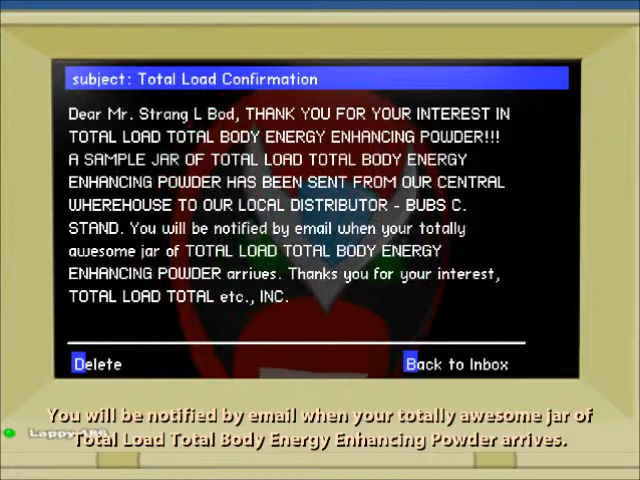 subject: Total Load Confirmation
Dear Mr. Strang L Bod, THANK YOU FOR YOUR INTEREST IN
TOTAL LOAD TOTAL BODY ENERGY ENHANCING POWDER!!!
A SAMPLE JAR OF TOTAL LOAD TOTAL BODY ENERGY
ENHANCING POWDER HAS BEEN SENT FROM OUR CENTRAL
WHEREHOUSE TO OUR LOCAL DISTRIBUTOR - BUBS C.
STAND. You will be notified by email when your totally
awesome jar of TOTAL LOAD TOTAL BODY ENERGY
ENHANCING POWDER arrives. Thanks you for your interest,
TOTAL LOAD TOTAL etc., INC.
Delete Back to Inbox
You will be notified by email when your totally awesome jar of
Lappy 486
Total Load Total Body Energy Enhancing Powder arrives.